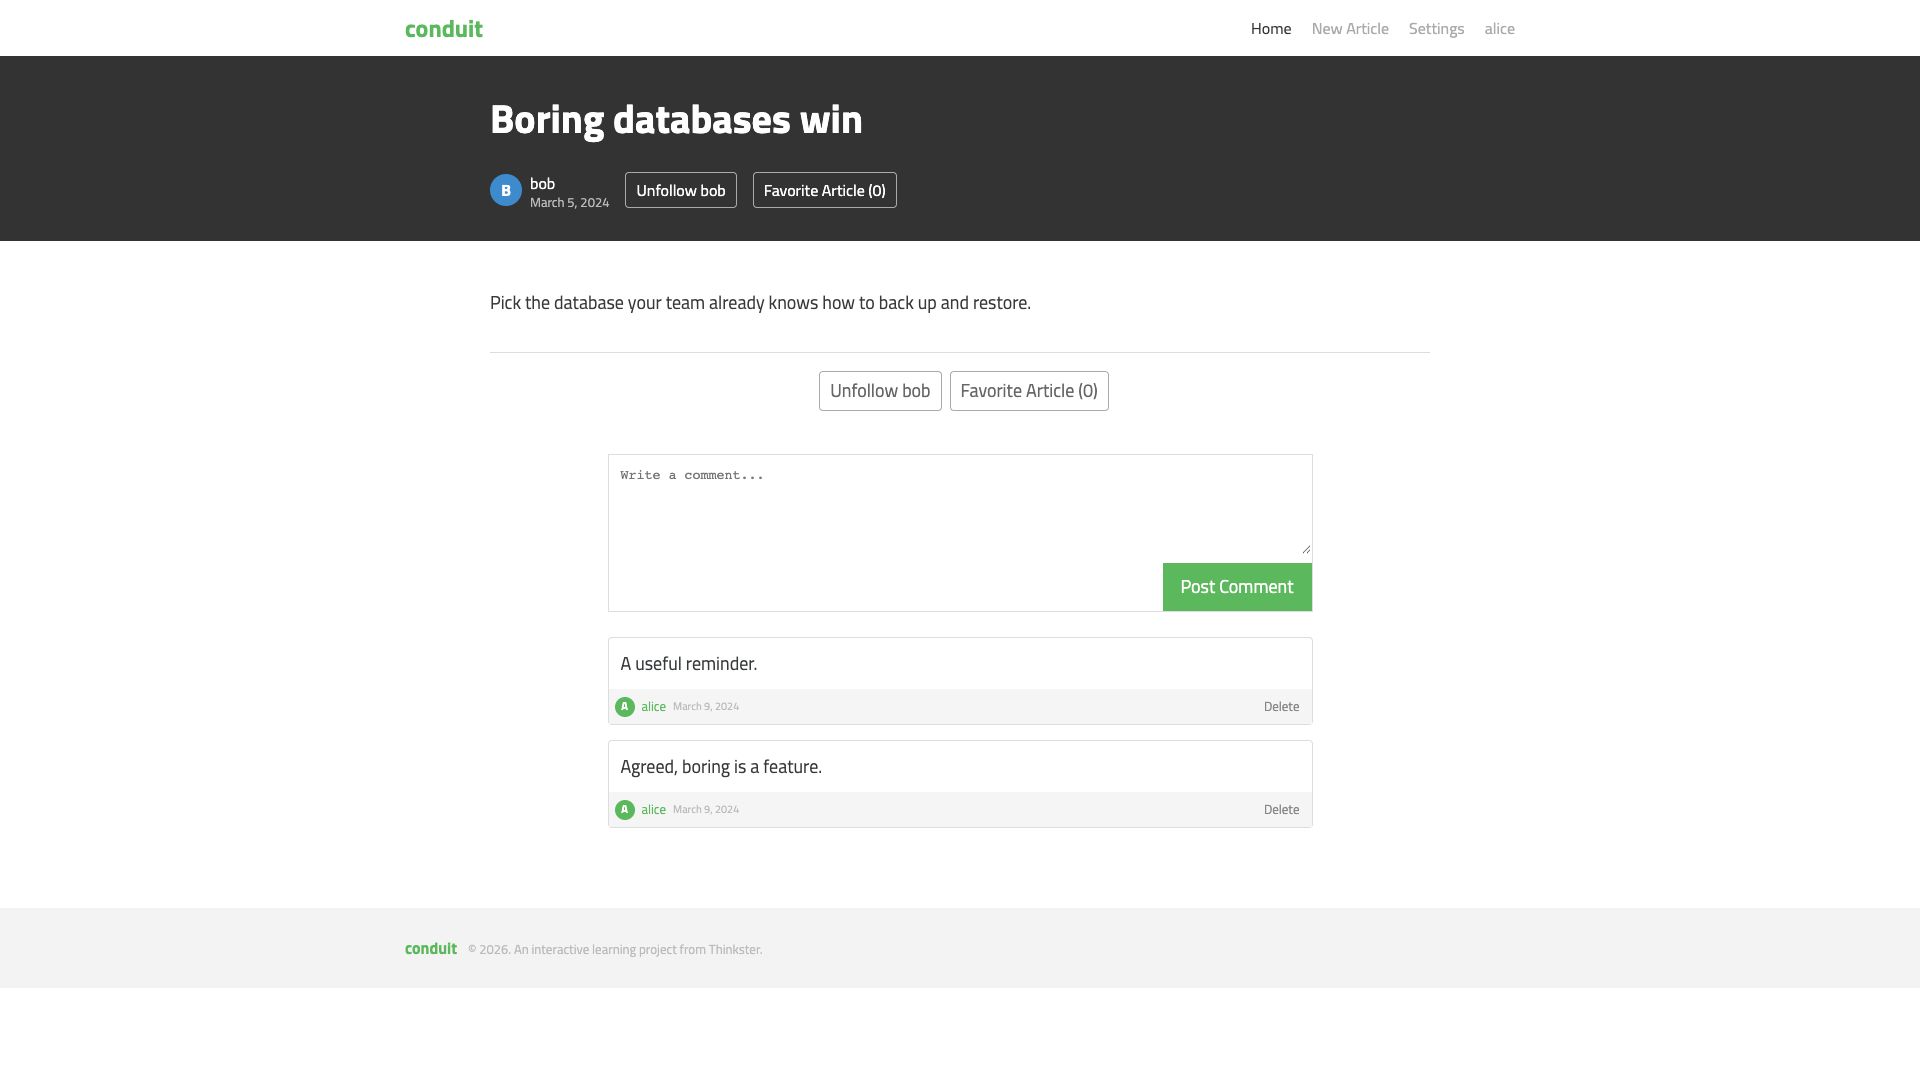 conduit
Home New Article Settings alice
Boring databases win
B bob
March 5, 2024
Unfollow bob Favorite Article (0)
Pick the database your team already knows how to back up and restore.
Unfollow bob Favorite Article (0)
Write a comment...
Post Comment
A useful reminder.
A alice March 9, 2024 Delete
Agreed, boring is a feature.
A alice March 9, 2024 Delete
conduit © 2026. An interactive learning project from Thinkster.